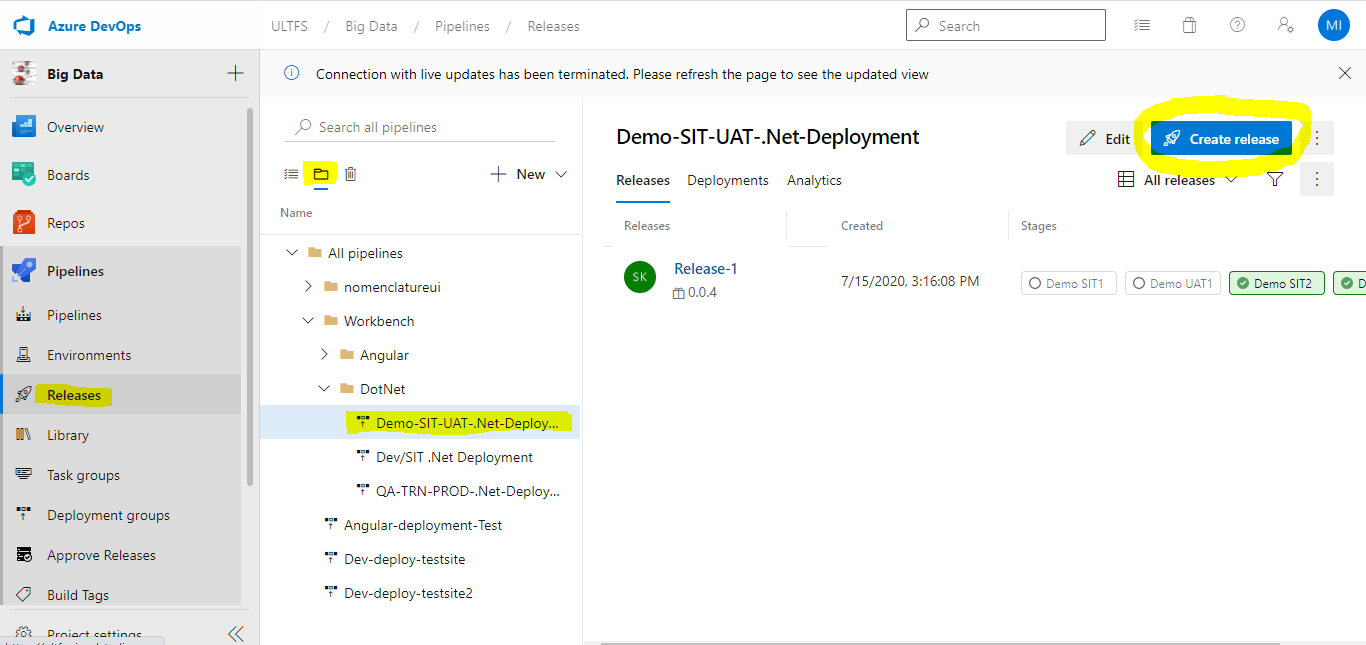 Azure DevOps
ULTFS / Big Data / Pipelines / Releases
Search
MI
Big Data
Overview
Boards
Repos
Pipelines
Pipelines
Environments
Releases
Library
Task groups
Deployment groups
Approve Releases
Build Tags
Project settings
Connection with live updates has been terminated. Please refresh the page to see the updated view
Search all pipelines
New
Name
All pipelines
nomenclatureui
Workbench
Angular
DotNet
Demo-SIT-UAT-.Net-Deploy...
Dev/SIT .Net Deployment
QA-TRN-PROD-.Net-Deploy...
Angular-deployment-Test
Dev-deploy-testsite
Dev-deploy-testsite2
Demo-SIT-UAT-.Net-Deployment
Edit
Create release
Releases Deployments Analytics
All releases
Releases Created Stages
SK
Release-1
0.0.4
7/15/2020, 3:16:08 PM
Demo SIT1 Demo UAT1 Demo SIT2 D